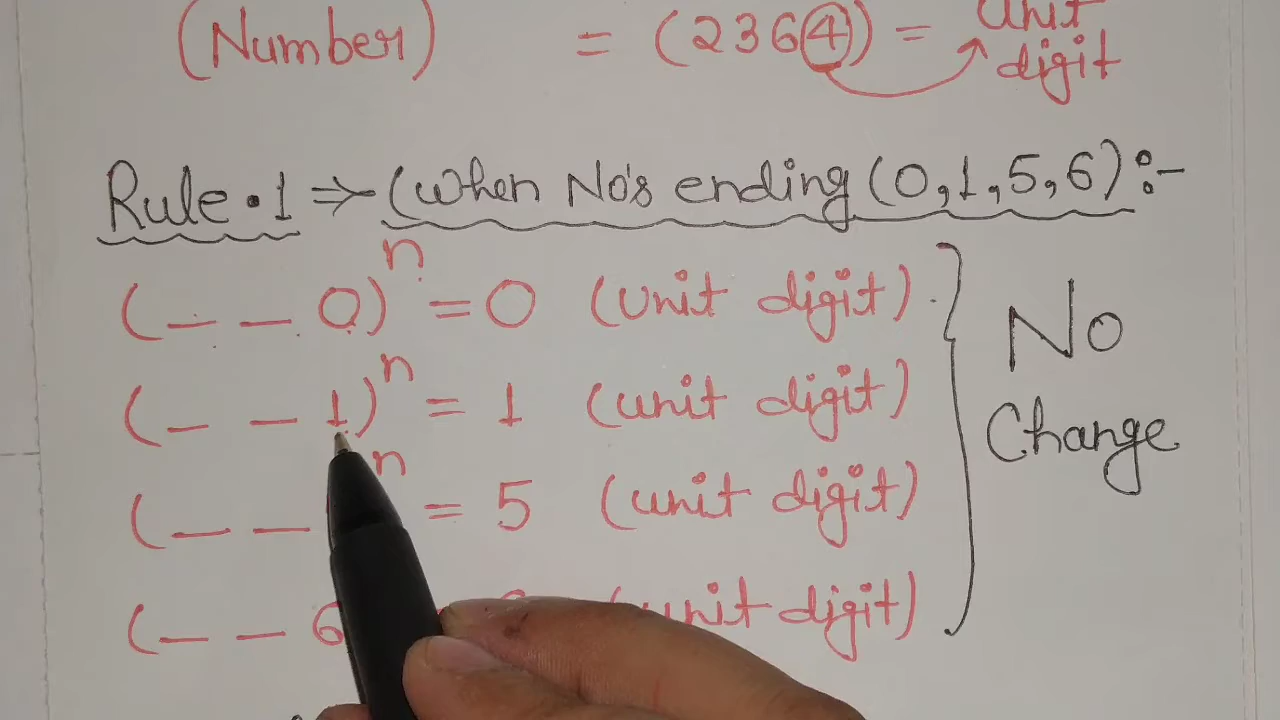 (Number) = (2364) = unit digit
Rule.1 ⇒ (when No's ending (0,1,5,6) :-
(_ _ 0)ⁿ = 0 (unit digit)
(_ _ 1)ⁿ = 1 (unit digit)
(_ _ )ⁿ = 5 (unit digit)
(_ _ 6 (unit digit)
No
Change